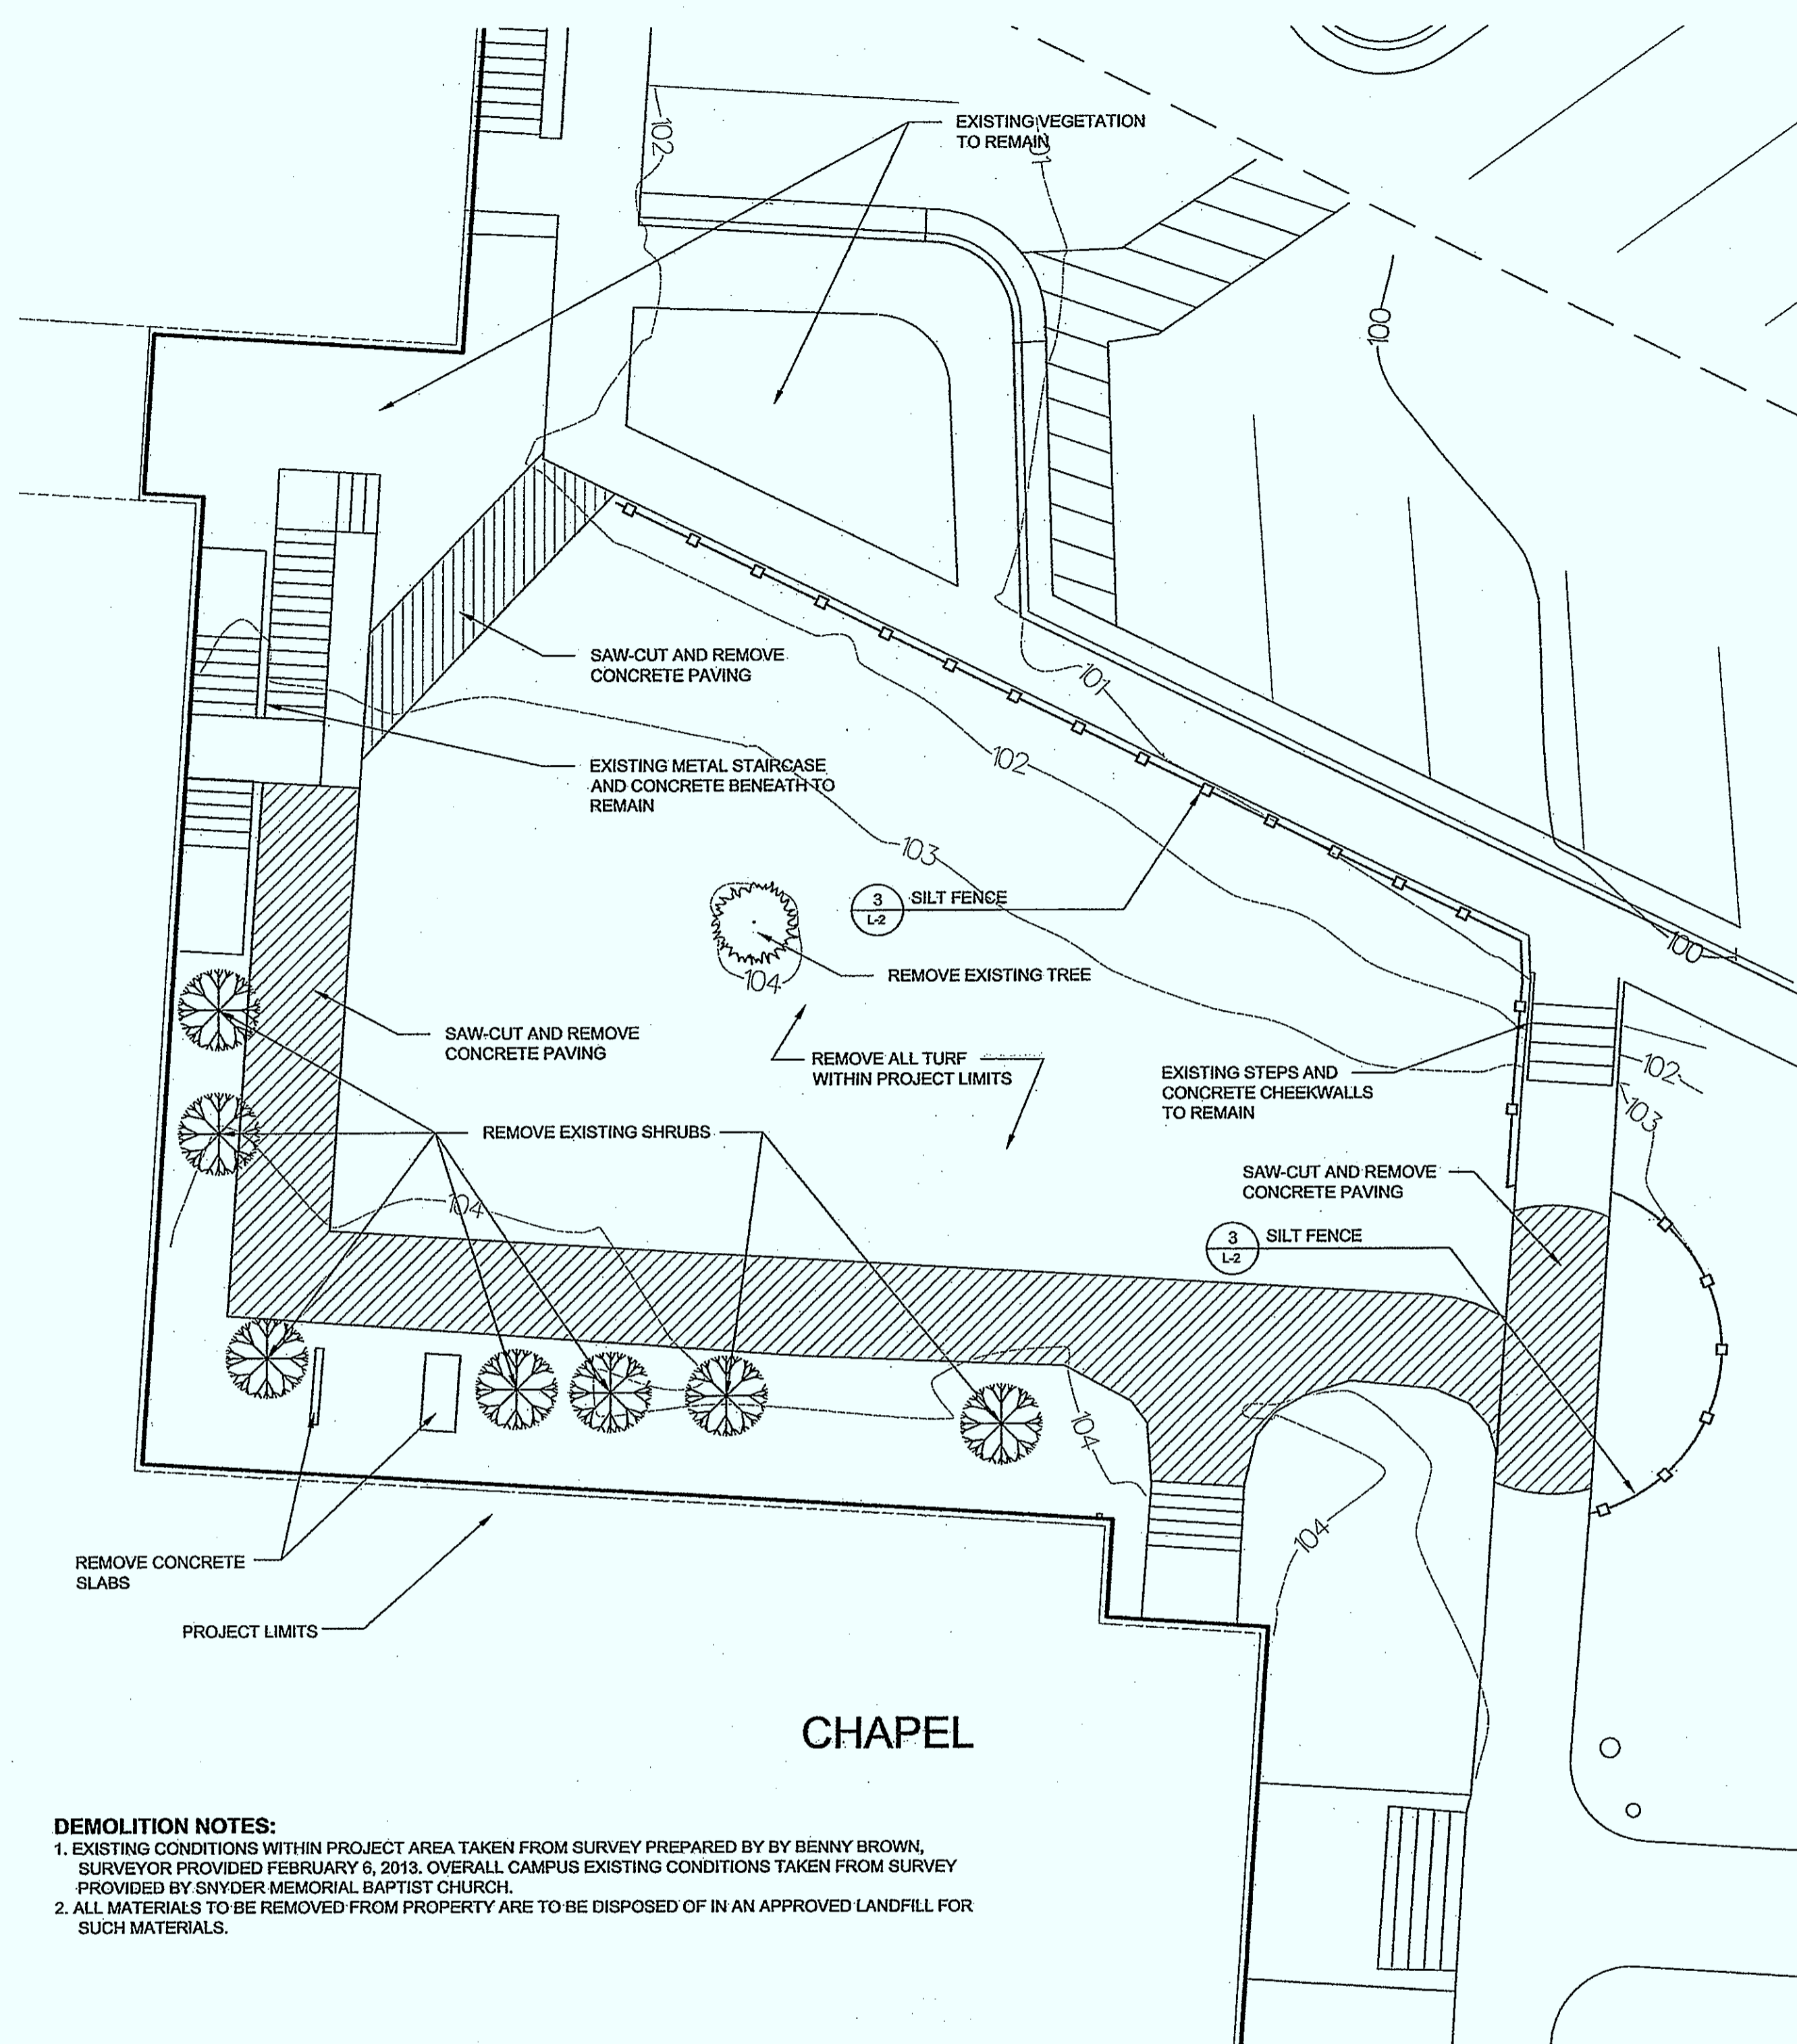 EXISTING VEGETATION
TO REMAIN
102
101
100
SAW-CUT AND REMOVE
CONCRETE PAVING
101
102
EXISTING METAL STAIRCASE
AND CONCRETE BENEATH TO
REMAIN
103
3
L-2
SILT FENCE
100
REMOVE EXISTING TREE
104
SAW-CUT AND REMOVE
CONCRETE PAVING
REMOVE ALL TURF
WITHIN PROJECT LIMITS
EXISTING STEPS AND
CONCRETE CHEEKWALLS
TO REMAIN
102
103
REMOVE EXISTING SHRUBS
SAW-CUT AND REMOVE
CONCRETE PAVING
104
3
L-2
SILT FENCE
104
104
REMOVE CONCRETE
SLABS
PROJECT LIMITS
CHAPEL
DEMOLITION NOTES:
1. EXISTING CONDITIONS WITHIN PROJECT AREA TAKEN FROM SURVEY PREPARED BY BY BENNY BROWN,
SURVEYOR PROVIDED FEBRUARY 6, 2013. OVERALL CAMPUS EXISTING CONDITIONS TAKEN FROM SURVEY
PROVIDED BY SNYDER MEMORIAL BAPTIST CHURCH.
2. ALL MATERIALS TO BE REMOVED FROM PROPERTY ARE TO BE DISPOSED OF IN AN APPROVED LANDFILL FOR
SUCH MATERIALS.